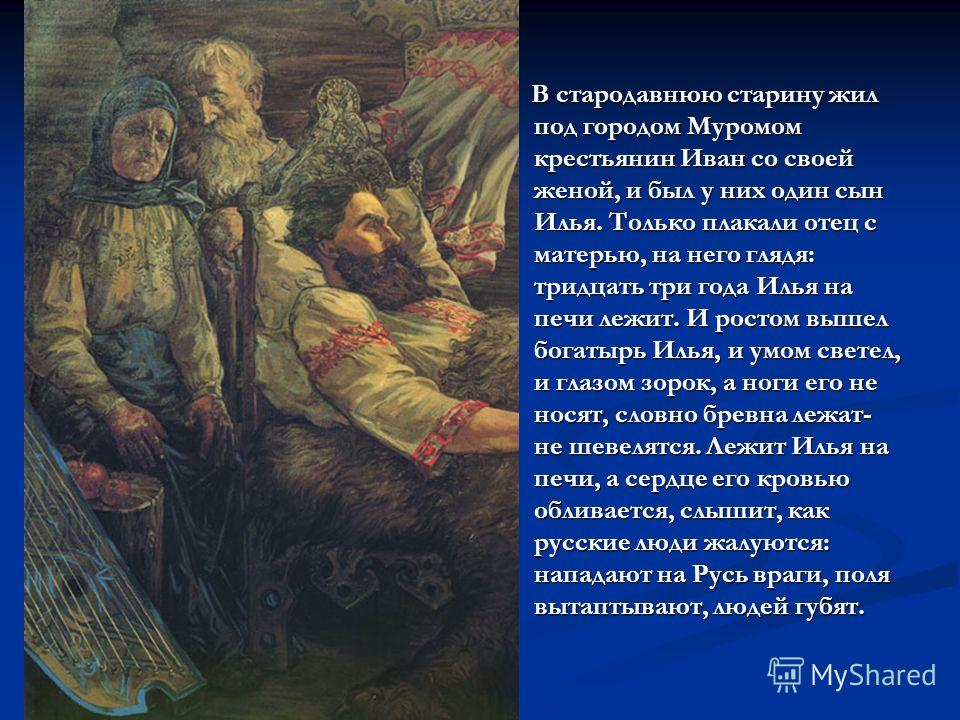 В стародавнюю старину жил
под городом Муромом
крестьянин Иван со своей
женой, и был у них один сын
Илья. Только плакали отец с
матерью, на него глядя:
тридцать три года Илья на
печи лежит. И ростом вышел
богатырь Илья, и умом светел,
и глазом зорок, а ноги его не
носят, словно бревна лежат-
не шевелятся. Лежит Илья на
печи, а сердце его кровью
обливается, слышит, как
русские люди жалуются:
нападают на Русь враги, поля
вытаптывают, людей губят.
MyShared